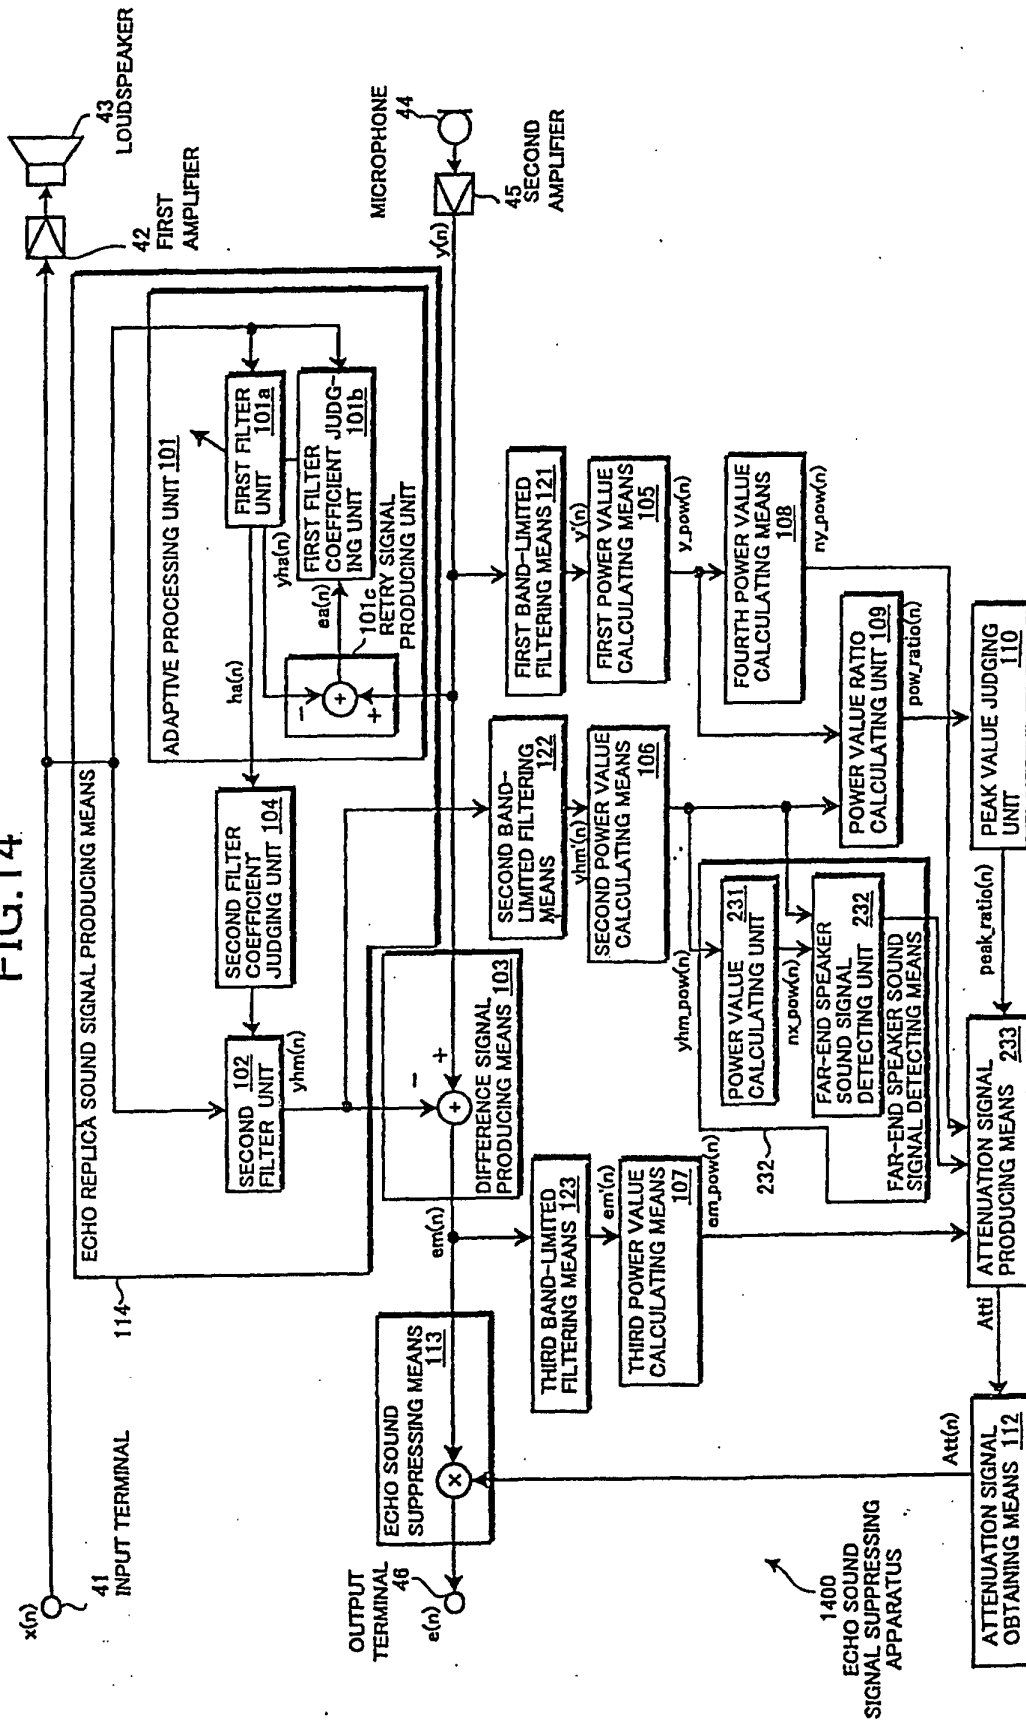 FIG.14
x(n)
41
INPUT TERMINAL
42
FIRST
AMPLIFIER
43
LOUDSPEAKER
MICROPHONE
44
45
SECOND
AMPLIFIER
y(n)
114
ECHO REPLICA SOUND SIGNAL PRODUCING MEANS
ADAPTIVE PROCESSING UNIT 101
FIRST FILTER
UNIT 101a
FIRST FILTER
COEFFICIENT JUDG-
ING UNIT 101b
yha(n)
ea(n)
101c
RETRY SIGNAL
PRODUCING UNIT
-
+
+
ha(n)
SECOND FILTER
COEFFICIENT
JUDGING UNIT 104
SECOND 102
FILTER UNIT
yhm(n)
-
+
+
DIFFERENCE SIGNAL
PRODUCING MEANS 103
em(n)
ECHO SOUND
SUPPRESSING MEANS
113
×
OUTPUT
TERMINAL
46
e(n)
FIRST BAND-LIMITED
FILTERING MEANS 121
y'(n)
FIRST POWER VALUE
CALCULATING MEANS
105
y_pow(n)
FOURTH POWER VALUE
CALCULATING MEANS
108
ny_pow(n)
SECOND BAND-
LIMITED FILTERING
MEANS 122
yhm'(n)
SECOND POWER VALUE
CALCULATING MEANS
106
yhm_pow(n)
POWER VALUE RATIO
CALCULATING UNIT 109
pow_ratio(n)
PEAK VALUE JUDGING
UNIT 110
peak_ratio(n)
POWER VALUE 231
CALCULATING UNIT
nx_pow(n)
FAR-END SPEAKER
SOUND SIGNAL
DETECTING UNIT 232
FAR-END SPEAKER SOUND
SIGNAL DETECTING MEANS
232
THIRD BAND-LIMITED
FILTERING MEANS 123
em'(n)
THIRD POWER VALUE
CALCULATING MEANS
107
em_pow(n)
ATTENUATION SIGNAL
PRODUCING MEANS 233
Atti
ATTENUATION SIGNAL
OBTAINING MEANS 112
Att(n)
1400
ECHO SOUND
SIGNAL SUPPRESSING
APPARATUS